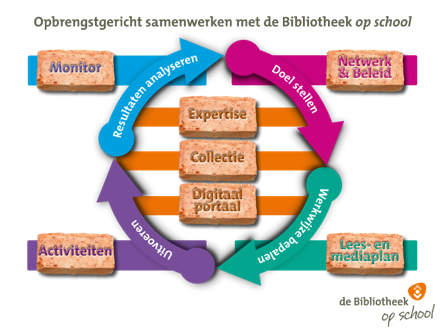 Opbrengstgericht samenwerken met de Bibliotheek op school
Monitor
Resultaten analyseren
Doel stellen
Netwerk
& Beleid
Expertise
Collectie
Digitaal
portaal
Activiteiten
Uitvoeren
Werkwijze bepalen
Lees- en
mediaplan
de Bibliotheek
op school